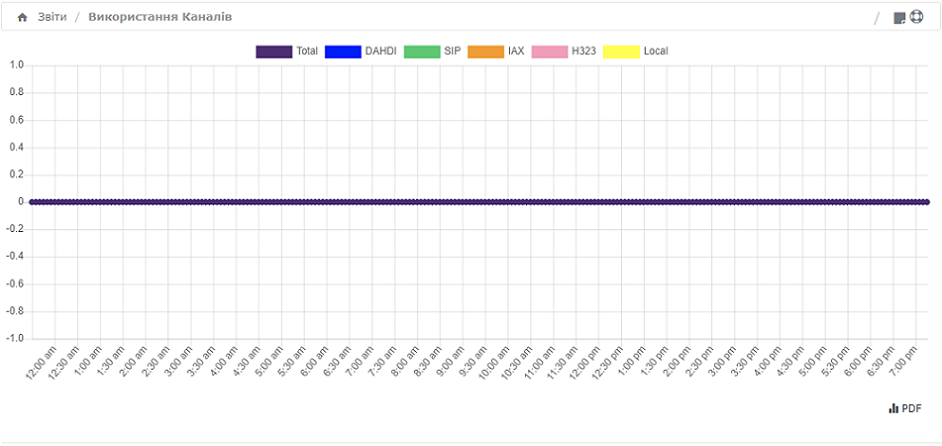 Звіти / Використання Каналів /
Total DAHDI SIP IAX H323 Local
1.0
0.8
0.6
0.4
0.2
0
-0.2
-0.4
-0.6
-0.8
-1.0
12:00 am 12:30 am 1:00 am 1:30 am 2:00 am 2:30 am 3:00 am 3:30 am 4:00 am 4:30 am 5:00 am 5:30 am 6:00 am 6:30 am 7:00 am 7:30 am 8:00 am 8:30 am 9:00 am 9:30 am 10:00 am 10:30 am 11:00 am 11:30 am 12:00 pm 12:30 pm 1:00 pm 1:30 pm 2:00 pm 2:30 pm 3:00 pm 3:30 pm 4:00 pm 4:30 pm 5:00 pm 5:30 pm 6:00 pm 6:30 pm 7:00 pm
PDF